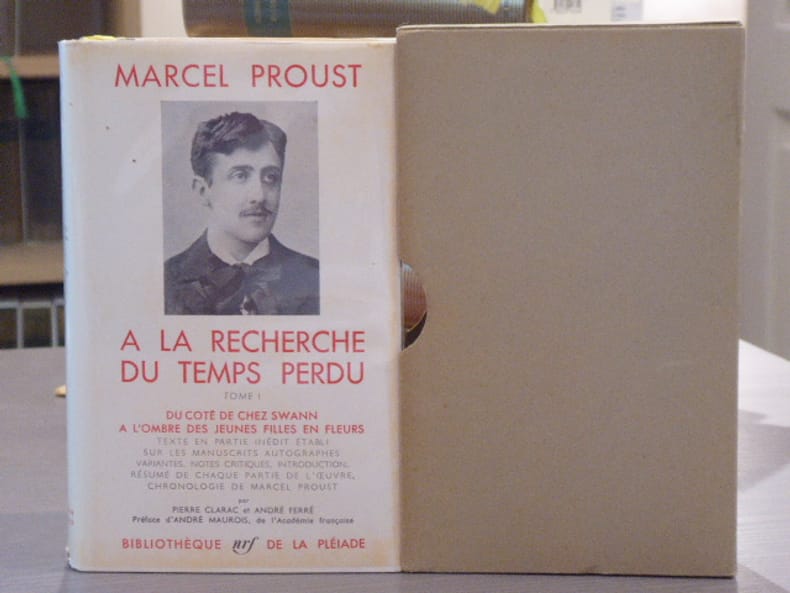 MARCEL PROUST
A LA RECHERCHE
DU TEMPS PERDU
TOME I
DU COTÉ DE CHEZ SWANN
A L'OMBRE DES JEUNES FILLES EN FLEURS
TEXTE EN PARTIE INÉDIT ÉTABLI
SUR LES MANUSCRITS AUTOGRAPHES
VARIANTES, NOTES CRITIQUES, INTRODUCTION,
RÉSUMÉ DE CHAQUE PARTIE DE L'ŒUVRE,
CHRONOLOGIE DE MARCEL PROUST
par
PIERRE CLARAC et ANDRÉ FERRÉ
Préface d'ANDRÉ MAUROIS, de l'Académie française
BIBLIOTHÈQUE nrf DE LA PLÉIADE